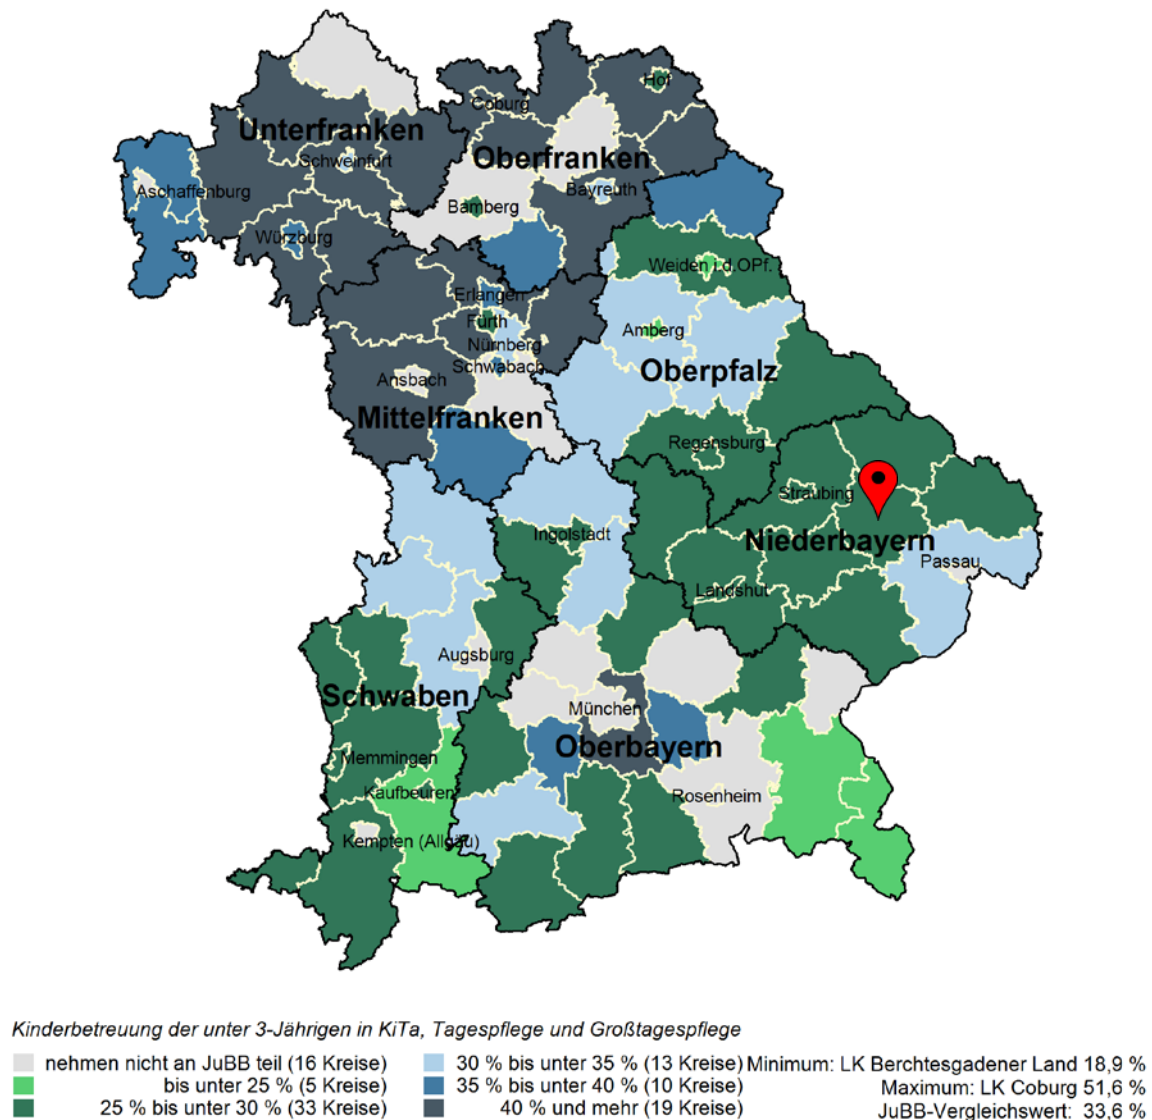 Hof
Coburg
Unterfranken
Schweinfurt
Oberfranken
Aschaffenburg
Bayreuth
Bamberg
Würzburg
Weiden i.d.OPf.
Erlangen
Fürth
Amberg
Nürnberg
Schwabach
Oberpfalz
Ansbach
Mittelfranken
Regensburg
Straubing
Ingolstadt
Niederbayern
Passau
Landshut
Augsburg
Schwaben
München
Oberbayern
Memmingen
Kaufbeuren
Rosenheim
Kempten (Allgäu)
Kinderbetreuung der unter 3-Jährigen in KiTa, Tagespflege und Großtagespflege
nehmen nicht an JuBB teil (16 Kreise)
bis unter 25 % (5 Kreise)
25 % bis unter 30 % (33 Kreise)
30 % bis unter 35 % (13 Kreise)
35 % bis unter 40 % (10 Kreise)
40 % und mehr (19 Kreise)
Minimum: LK Berchtesgadener Land 18,9 %
Maximum: LK Coburg 51,6 %
JuBB-Vergleichswert: 33,6 %